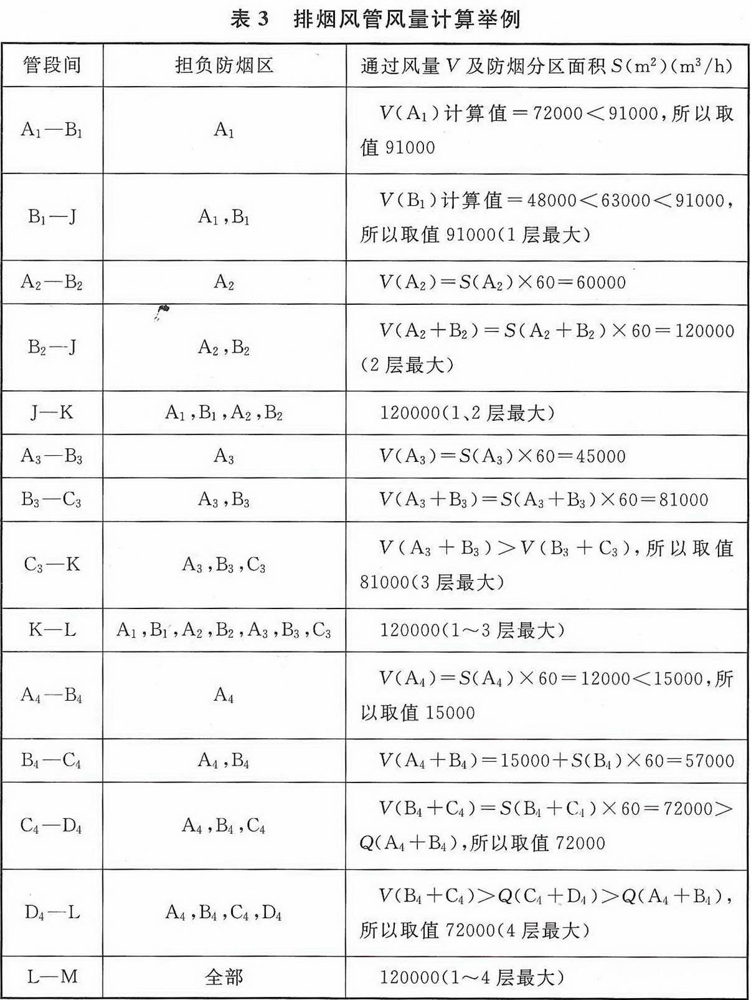 表 3 排烟风管风量计算举例
管段间 担负防烟区 通过风量 V 及防烟分区面积 S(m²)(m³/h)
A₁—B₁ A₁ V(A₁)计算值=72000<91000,所以取
值 91000
B₁—J A₁,B₁ V(B₁)计算值=48000<63000<91000,
所以取值 91000(1 层最大)
A₂—B₂ A₂ V(A₂)=S(A₂)×60=60000
B₂—J A₂,B₂ V(A₂+B₂)=S(A₂+B₂)×60=120000
(2 层最大)
J—K A₁,B₁,A₂,B₂ 120000(1、2 层最大)
A₃—B₃ A₃ V(A₃)=S(A₃)×60=45000
B₃—C₃ A₃,B₃ V(A₃+B₃)=S(A₃+B₃)×60=81000
C₃—K A₃,B₃,C₃ V(A₃+B₃)>V(B₃+C₃),所以取值
81000(3 层最大)
K—L A₁,B₁,A₂,B₂,A₃,B₃,C₃ 120000(1～3 层最大)
A₄—B₄ A₄ V(A₄)=S(A₄)×60=12000<15000,所
以取值 15000
B₄—C₄ A₄,B₄ V(A₄+B₄)=15000+S(B₄)×60=57000
C₄—D₄ A₄,B₄,C₄ V(B₄+C₄)=S(B₄+C₄)×60=72000>
Q(A₄+B₄),所以取值 72000
D₄—L A₄,B₄,C₄,D₄ V(B₄+C₄)>Q(C₄+D₄)>Q(A₄+B₄),
所以取值 72000(4 层最大)
L—M 全部 120000(1～4 层最大)